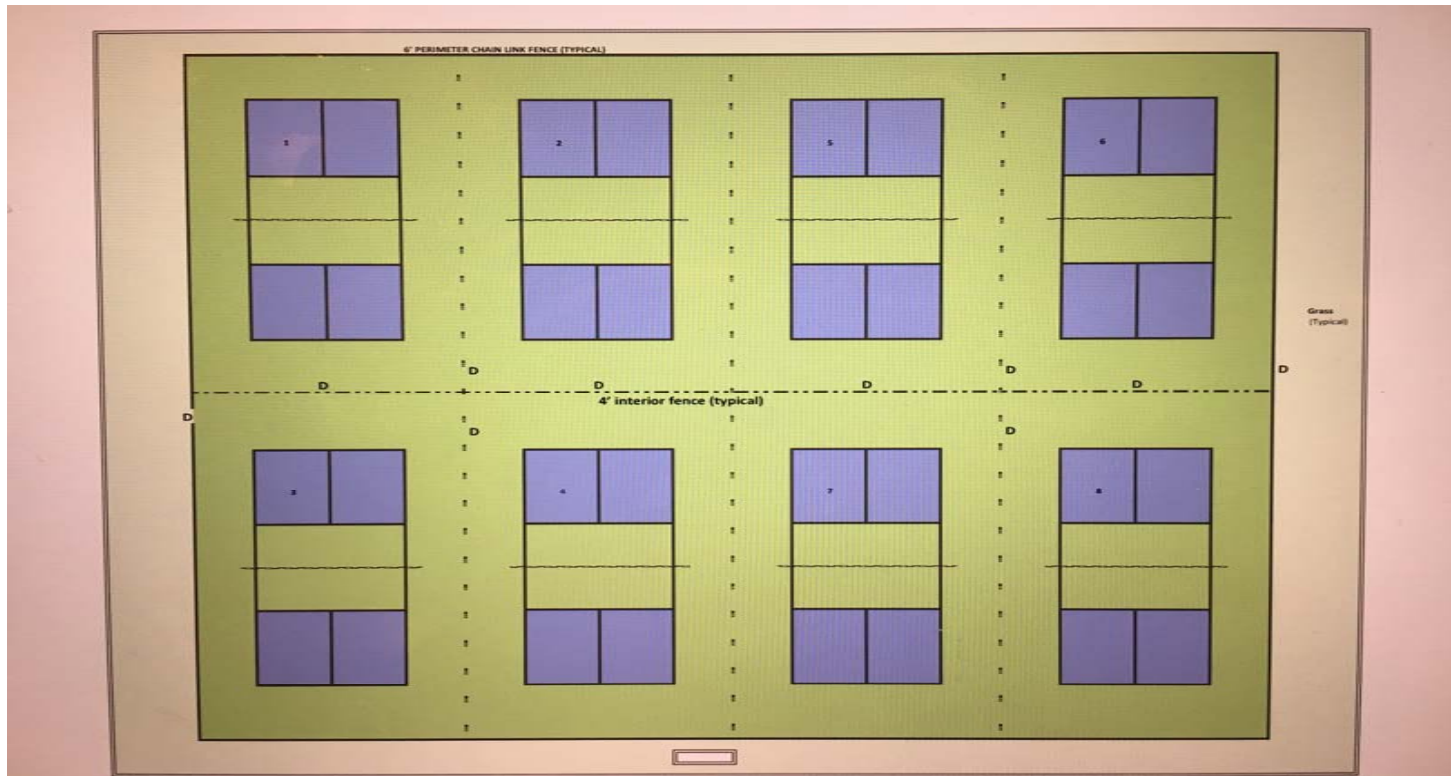 6' PERIMETER CHAIN LINK FENCE (TYPICAL)
1
2
5
6
Grass
(Typical)
D
D
D
D
D
D
D
4' interior fence (typical)
D
D
D
3
4
7
8